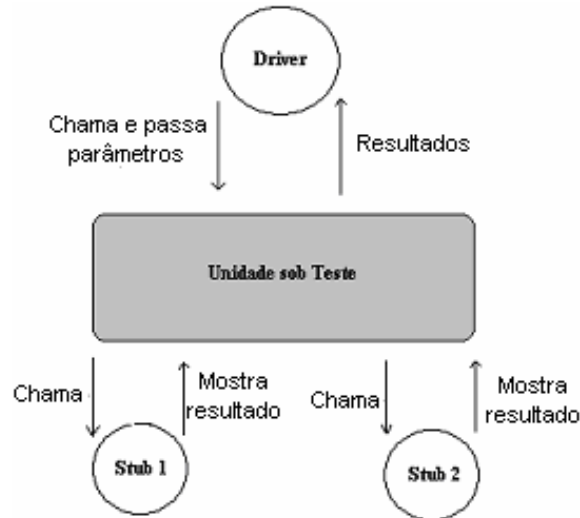 Driver
Chama e passa
parâmetros
Resultados
Unidade sob Teste
Chama
Mostra
resultado
Chama
Mostra
resultado
Stub 1
Stub 2